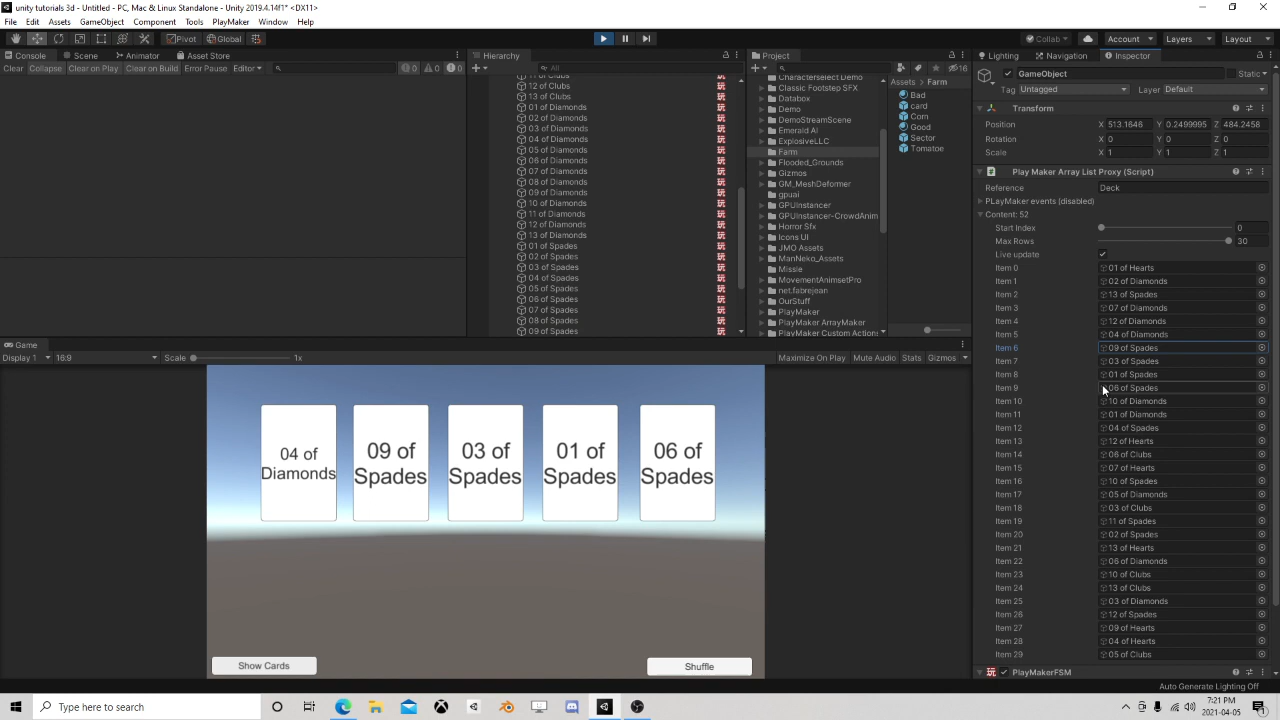 unity tutorials 3d - Untitled - PC, Mac & Linux Standalone - Unity 2019.4.14f1* <DX11>
File Edit Assets GameObject Component Tools PlayMaker Window Help
Pivot Global Collab Account Layers Layout
Console Scene Animator Asset Store
Clear Collapse Clear on Play Clear on Build Error Pause Editor 0 0 0
Hierarchy
All
11 of Clubs
12 of Clubs
13 of Clubs
01 of Diamonds
02 of Diamonds
03 of Diamonds
04 of Diamonds
05 of Diamonds
06 of Diamonds
07 of Diamonds
08 of Diamonds
09 of Diamonds
10 of Diamonds
11 of Diamonds
12 of Diamonds
13 of Diamonds
01 of Spades
02 of Spades
03 of Spades
04 of Spades
05 of Spades
06 of Spades
07 of Spades
08 of Spades
09 of Spades
Project
16
Characterselect Demo
Classic Footstep SFX
Databox
Demo
DemoStreamScene
Emerald AI
ExplosiveLLC
Farm
Flooded_Grounds
Gizmos
GM_MeshDeformer
gpuai
GPUInstancer
GPUInstancer-CrowdAnim
Horror Sfx
Icons UI
JMO Assets
ManNeko_Assets
Missle
MovementAnimsetPro
net.fabrejean
OurStuff
PlayMaker
PlayMaker ArrayMaker
PlayMaker Custom Actions
Assets Farm
Bad
card
Corn
Good
Sector
Tomatoe
Lighting Navigation Inspector
GameObject Static
Tag Untagged Layer Default
Transform
Position X 513.1646 Y 0.2499995 Z 484.2458
Rotation X 0 Y 0 Z 0
Scale X 1 Y 1 Z 1
Play Maker Array List Proxy (Script)
Reference Deck
PLayMaker events (disabled)
Content: 52
Start Index 0
Max Rows 30
Live update
Item 0 01 of Hearts
Item 1 02 of Diamonds
Item 2 13 of Spades
Item 3 07 of Diamonds
Item 4 12 of Diamonds
Item 5 04 of Diamonds
Item 6 09 of Spades
Item 7 03 of Spades
Item 8 01 of Spades
Item 9 06 of Spades
Item 10 10 of Diamonds
Item 11 01 of Diamonds
Item 12 04 of Spades
Item 13 12 of Hearts
Item 14 06 of Clubs
Item 15 07 of Hearts
Item 16 10 of Spades
Item 17 05 of Diamonds
Item 18 03 of Clubs
Item 19 11 of Spades
Item 20 02 of Spades
Item 21 13 of Hearts
Item 22 06 of Diamonds
Item 23 10 of Clubs
Item 24 13 of Clubs
Item 25 03 of Diamonds
Item 26 12 of Spades
Item 27 09 of Hearts
Item 28 04 of Hearts
Item 29 05 of Clubs
PlayMakerFSM
Auto Generate Lighting Off
Game
Display 1 16:9 Scale 1x Maximize On Play Mute Audio Stats Gizmos
04 of
Diamonds
09 of
Spades
03 of
Spades
01 of
Spades
06 of
Spades
Show Cards
Shuffle
Type here to search
7:21 PM
2021-04-05